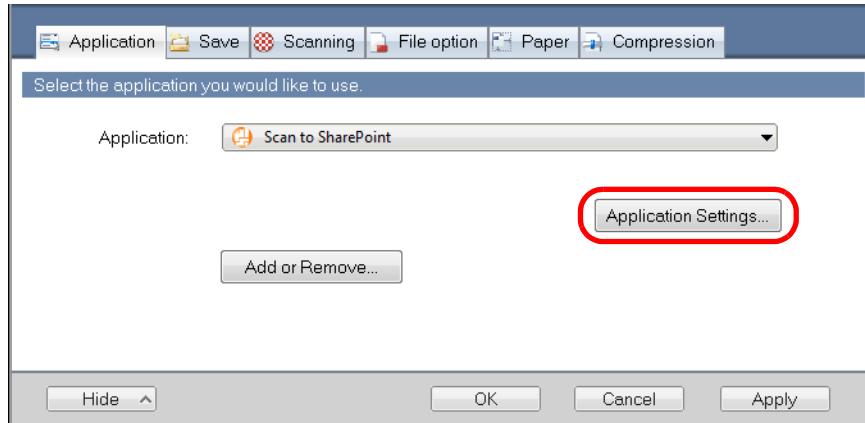 Application Save Scanning File option Paper Compression
Select the application you would like to use.
Application: Scan to SharePoint
Application Settings...
Add or Remove...
Hide OK Cancel Apply